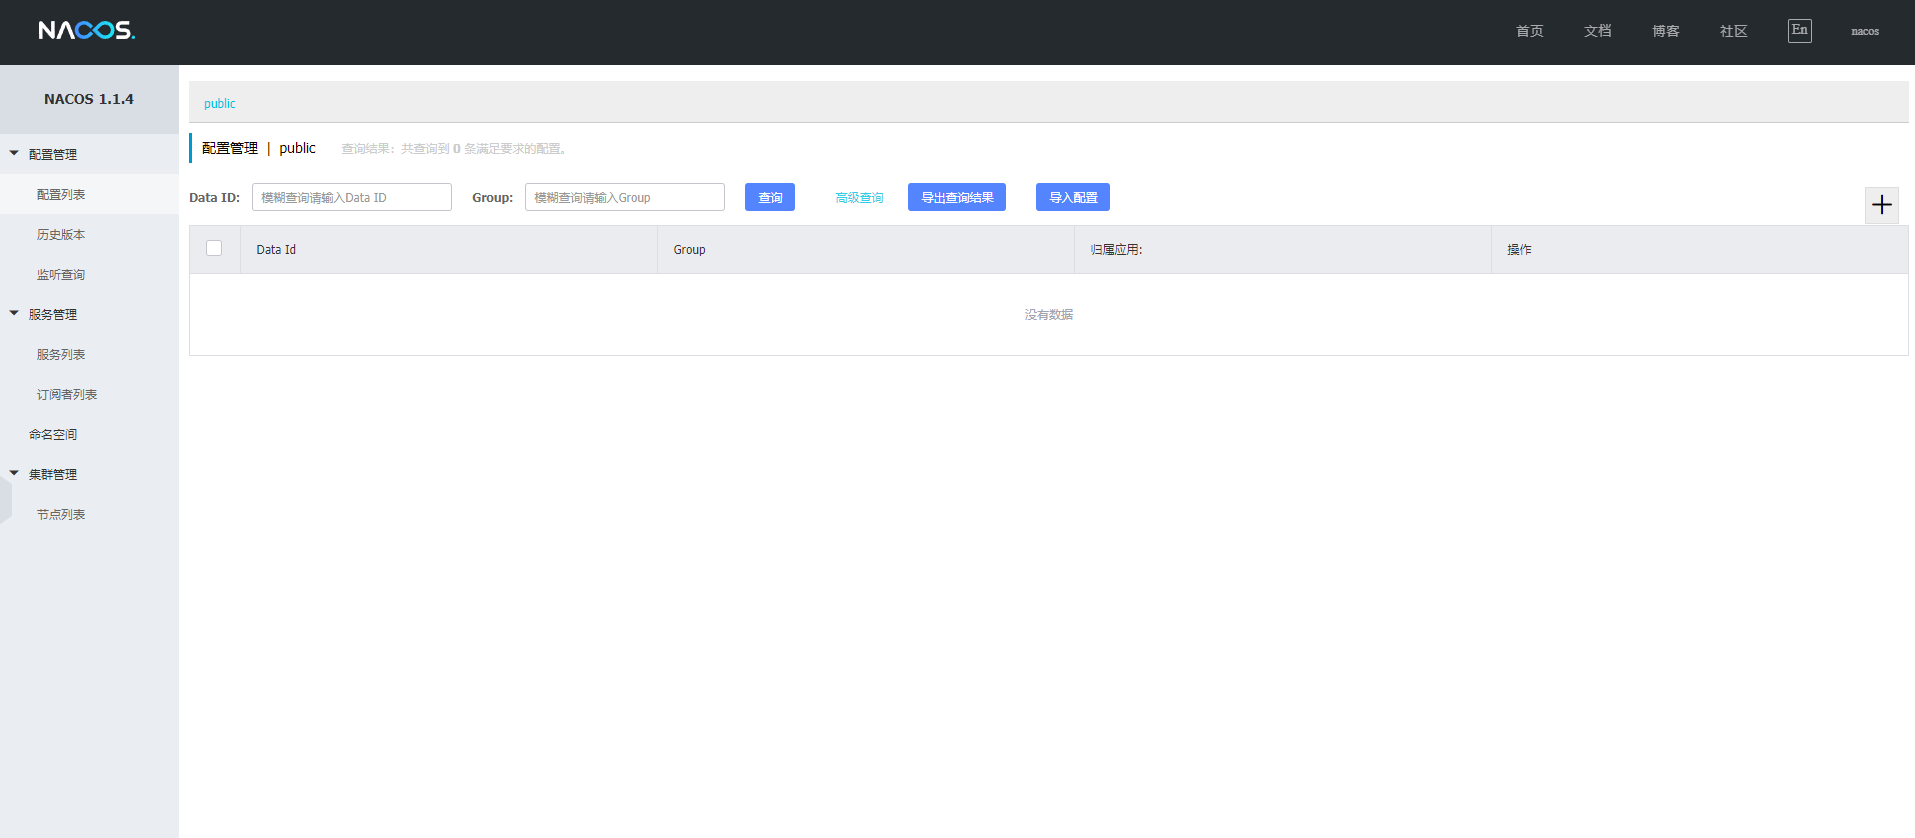 NACOS.
首页 文档 博客 社区 En nacos
NACOS 1.1.4
配置管理
配置列表
历史版本
监听查询
服务管理
服务列表
订阅者列表
命名空间
集群管理
节点列表
public
配置管理 | public 查询结果：共查询到 0 条满足要求的配置。
Data ID: 模糊查询请输入Data ID Group: 模糊查询请输入Group 查询 高级查询 导出查询结果 导入配置
Data Id Group 归属应用: 操作
没有数据